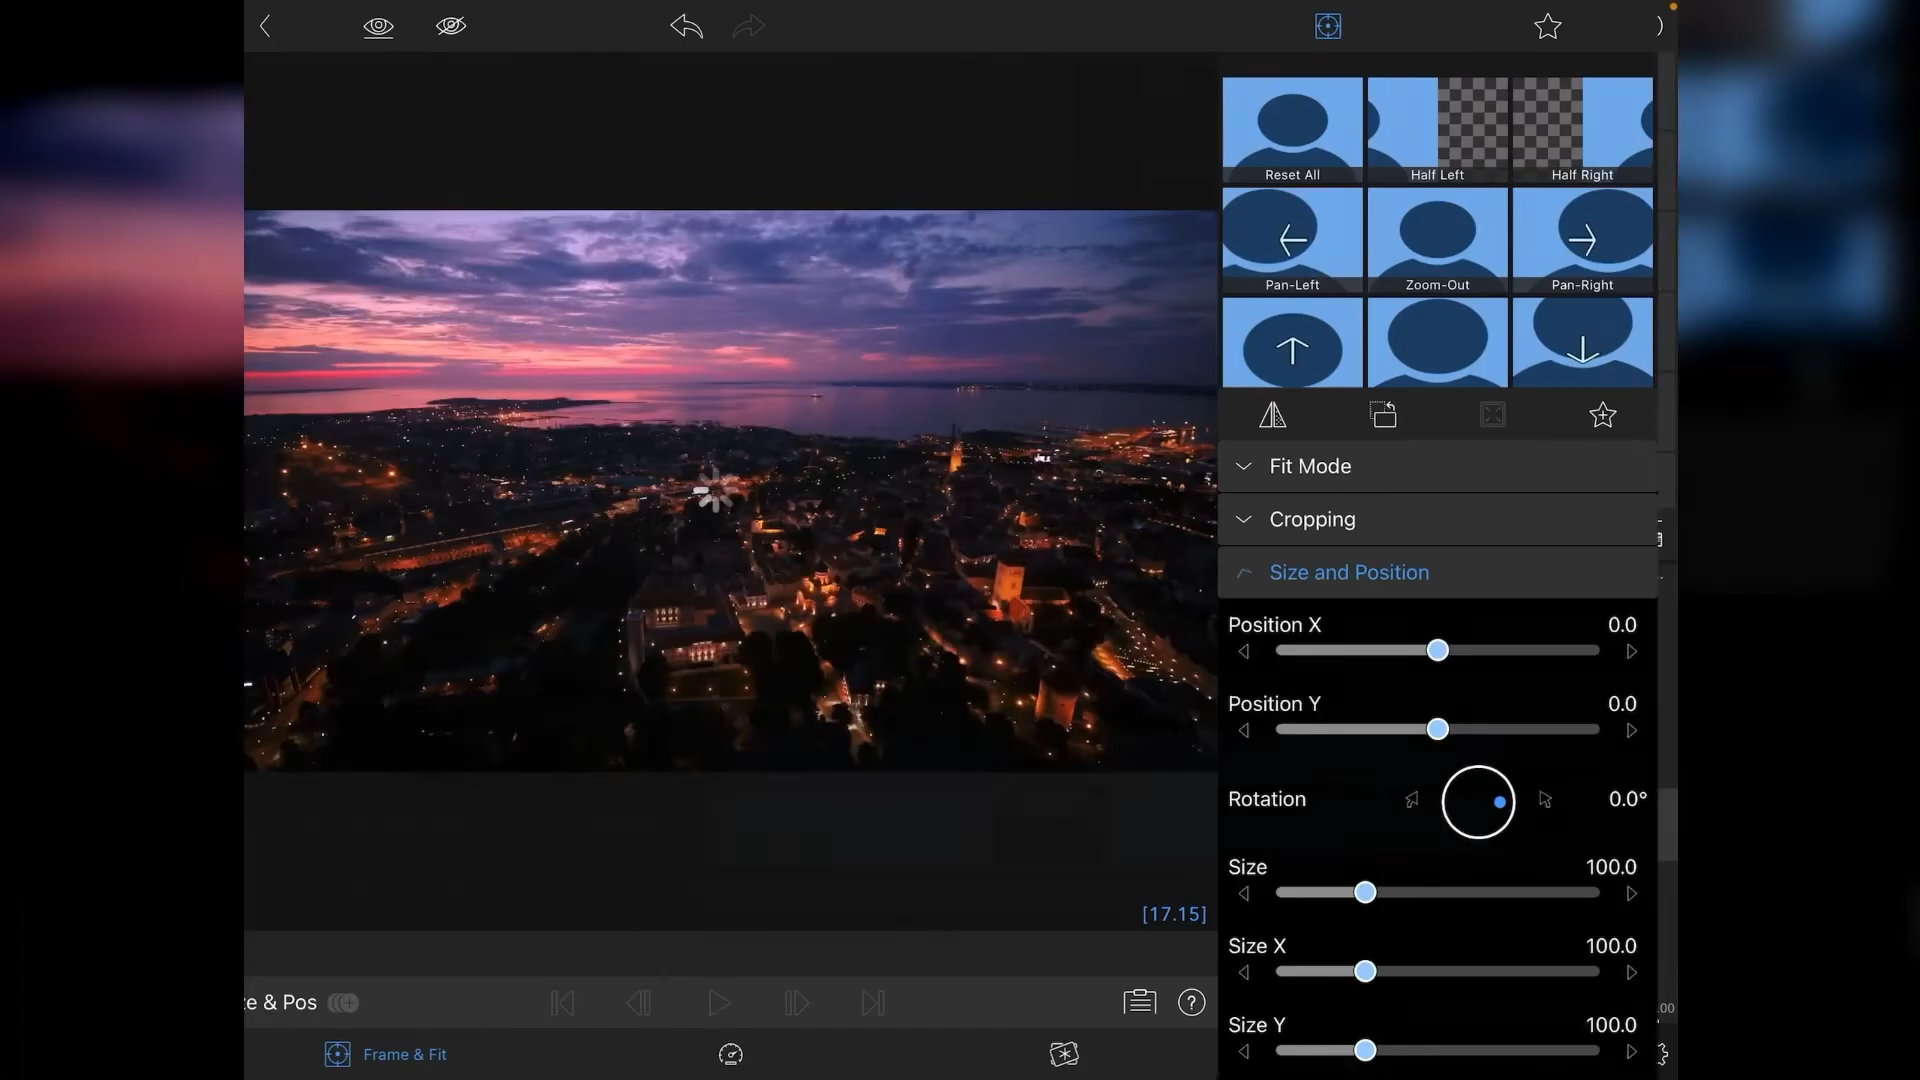 Reset All
Half Left
Half Right
Pan-Left
Zoom-Out
Pan-Right
Fit Mode
Cropping
Size and Position
Position X 0.0
Position Y 0.0
Rotation 0.0°
Size 100.0
[17.15]
Size X 100.0
e & Pos
?
.00
Size Y 100.0
Frame & Fit